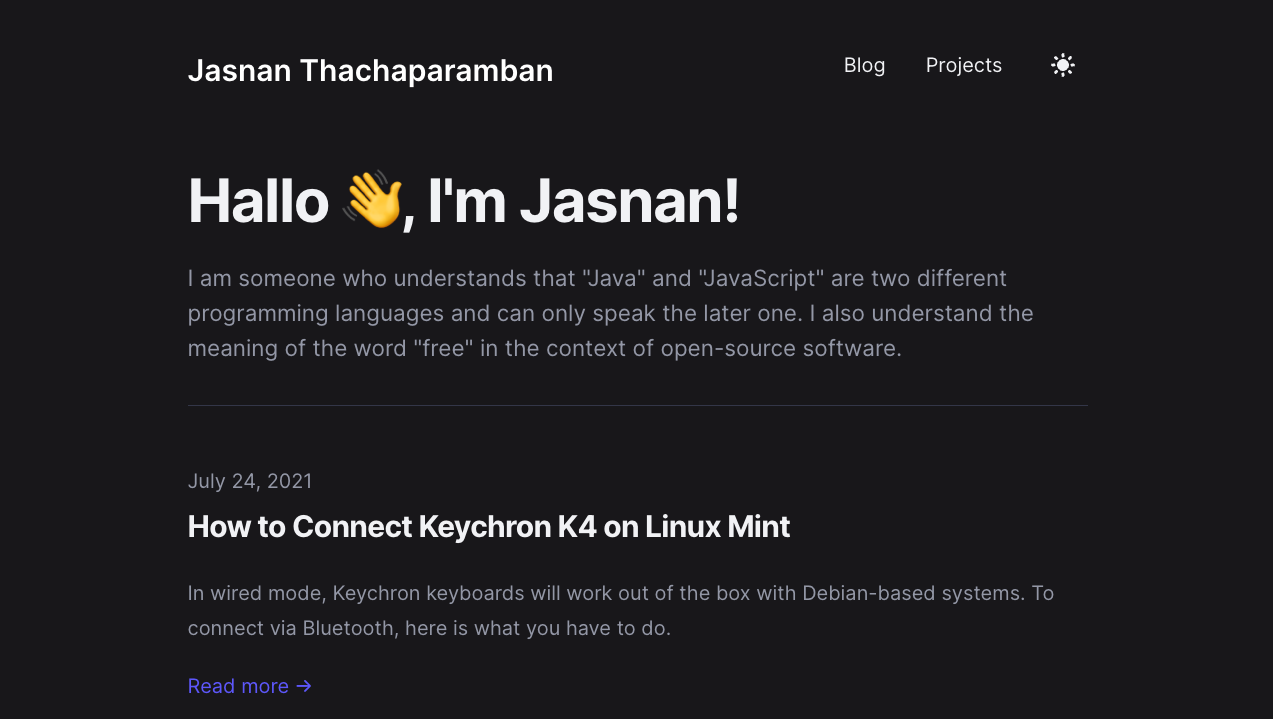 Jasnan Thachaparamban
Blog
Projects
Hallo 👋, I'm Jasnan!
I am someone who understands that "Java" and "JavaScript" are two different
programming languages and can only speak the later one. I also understand the
meaning of the word "free" in the context of open-source software.
July 24, 2021
How to Connect Keychron K4 on Linux Mint
In wired mode, Keychron keyboards will work out of the box with Debian-based systems. To
connect via Bluetooth, here is what you have to do.
Read more →